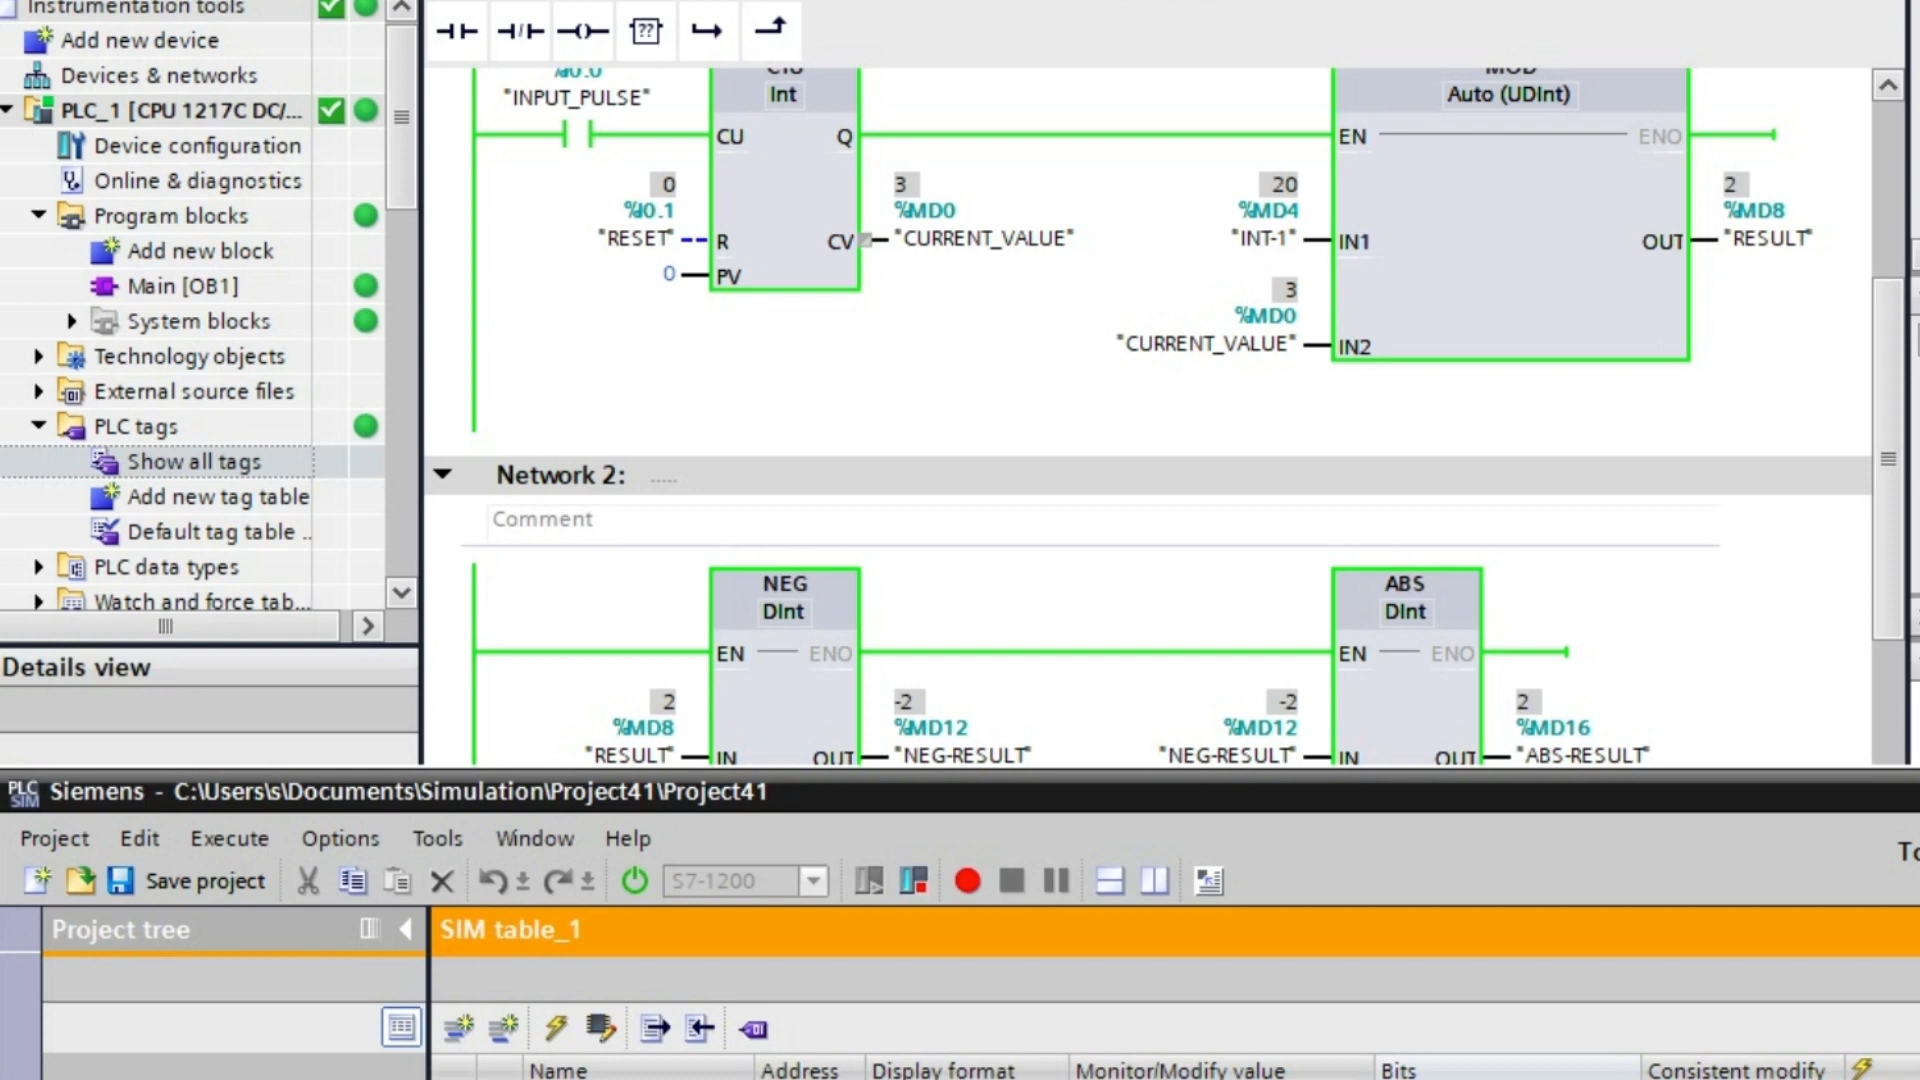 Instrumentation tools
Add new device
Devices & networks
PLC_1 [CPU 1217C DC/...
Device configuration
Online & diagnostics
Program blocks
Add new block
Main [OB1]
System blocks
Technology objects
External source files
PLC tags
Show all tags
Add new tag table
Default tag table ..
PLC data types
Watch and force tab...
Details view
??
%I0.0
"INPUT_PULSE"
CTU
Int
CU Q
0
%I0.1
"RESET" R
0 PV
CV
3
%MD0
"CURRENT_VALUE"
MOD
Auto (UDInt)
EN ENO
20
%MD4
"INT-1" IN1
3
%MD0
"CURRENT_VALUE" IN2
2
%MD8
OUT "RESULT"
Network 2: .....
Comment
NEG
DInt
EN ENO
2
%MD8
"RESULT" IN
-2
%MD12
OUT "NEG-RESULT"
ABS
DInt
EN ENO
-2
%MD12
"NEG-RESULT" IN
2
%MD16
OUT "ABS-RESULT"
PLC SIM
Siemens - C:\Users\s\Documents\Simulation\Project41\Project41
Project Edit Execute Options Tools Window Help
Save project S7-1200
Project tree
SIM table_1
Name Address Display format Monitor/Modify value Bits Consistent modify